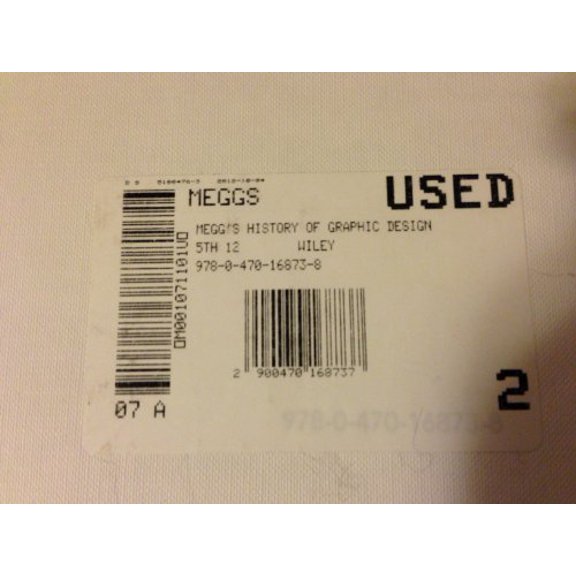 MEGGS
USED
MEGG'S HISTORY OF GRAPHIC DESIGN
5TH 12 WILEY
978-0-470-16873-8
0M001071101U0
2 900470 168737
07 A
2
978-0-470-16873-8